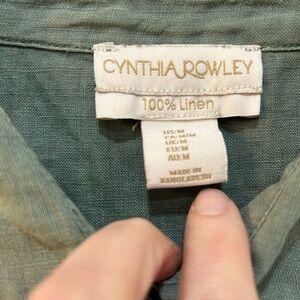 CYNTHIA ROWLEY
100% Linen
US:M
CA:M/M
UK:M
EU:M
AU:M
MADE IN
BANGLADESH